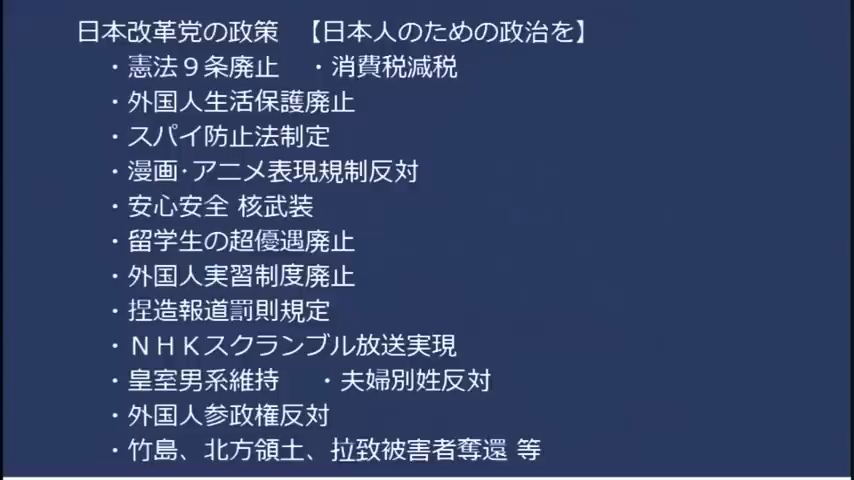 日本改革党の政策　【日本人のための政治を】
・憲法９条廃止　・消費税減税
・外国人生活保護廃止
・スパイ防止法制定
・漫画･アニメ表現規制反対
・安心安全 核武装
・留学生の超優遇廃止
・外国人実習制度廃止
・捏造報道罰則規定
・ＮＨＫスクランブル放送実現
・皇室男系維持　・夫婦別姓反対
・外国人参政権反対
・竹島、北方領土、拉致被害者奪還 等